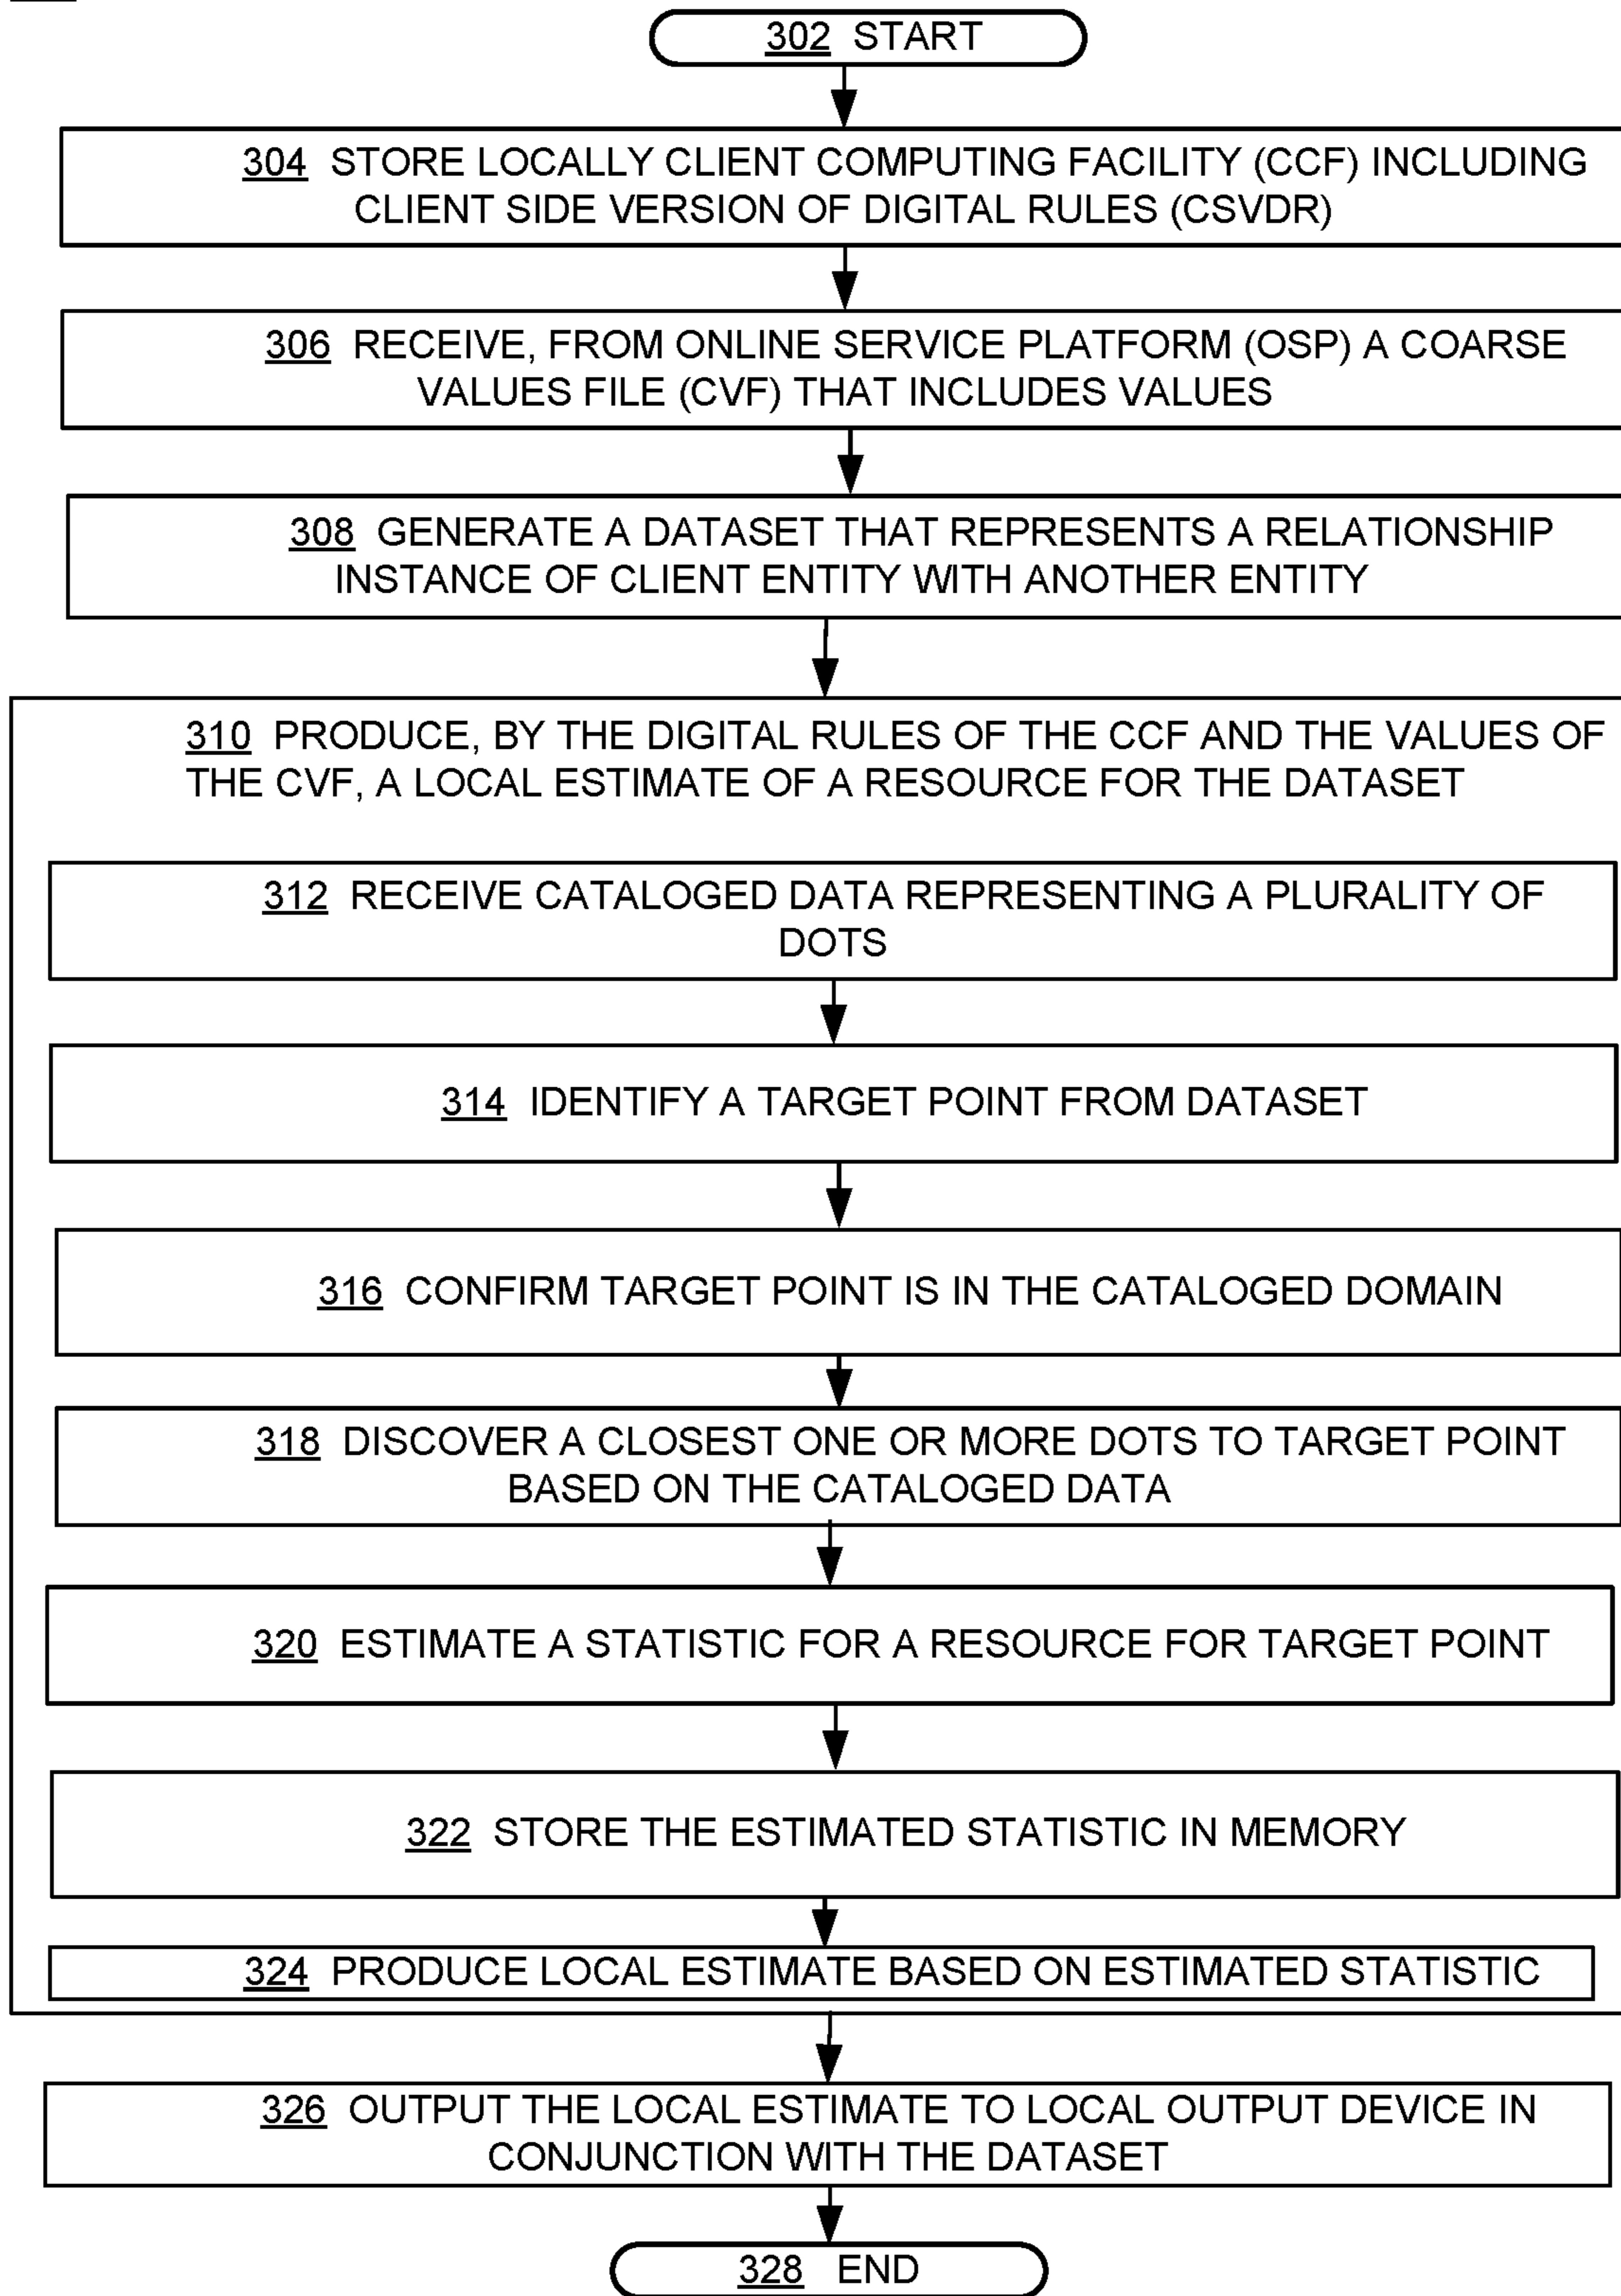 302 START
304 STORE LOCALLY CLIENT COMPUTING FACILITY (CCF) INCLUDING
CLIENT SIDE VERSION OF DIGITAL RULES (CSVDR)
306 RECEIVE, FROM ONLINE SERVICE PLATFORM (OSP) A COARSE
VALUES FILE (CVF) THAT INCLUDES VALUES
308 GENERATE A DATASET THAT REPRESENTS A RELATIONSHIP
INSTANCE OF CLIENT ENTITY WITH ANOTHER ENTITY
310 PRODUCE, BY THE DIGITAL RULES OF THE CCF AND THE VALUES OF
THE CVF, A LOCAL ESTIMATE OF A RESOURCE FOR THE DATASET
312 RECEIVE CATALOGED DATA REPRESENTING A PLURALITY OF
DOTS
314 IDENTIFY A TARGET POINT FROM DATASET
316 CONFIRM TARGET POINT IS IN THE CATALOGED DOMAIN
318 DISCOVER A CLOSEST ONE OR MORE DOTS TO TARGET POINT
BASED ON THE CATALOGED DATA
320 ESTIMATE A STATISTIC FOR A RESOURCE FOR TARGET POINT
322 STORE THE ESTIMATED STATISTIC IN MEMORY
324 PRODUCE LOCAL ESTIMATE BASED ON ESTIMATED STATISTIC
326 OUTPUT THE LOCAL ESTIMATE TO LOCAL OUTPUT DEVICE IN
CONJUNCTION WITH THE DATASET
328 END